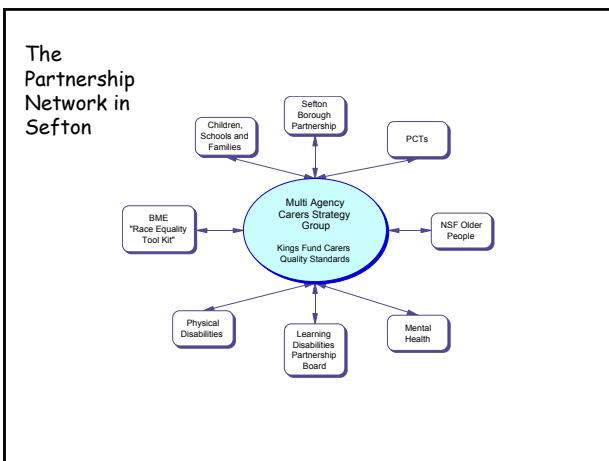 The
Partnership
Network in
Sefton
Sefton
Borough
Partnership
Children,
Schools and
Families
PCTs
Multi Agency
Carers Strategy
Group
Kings Fund Carers
Quality Standards
BME
"Race Equality
Tool Kit"
NSF Older
People
Physical
Disabilities
Learning
Disabilities
Partnership
Board
Mental
Health